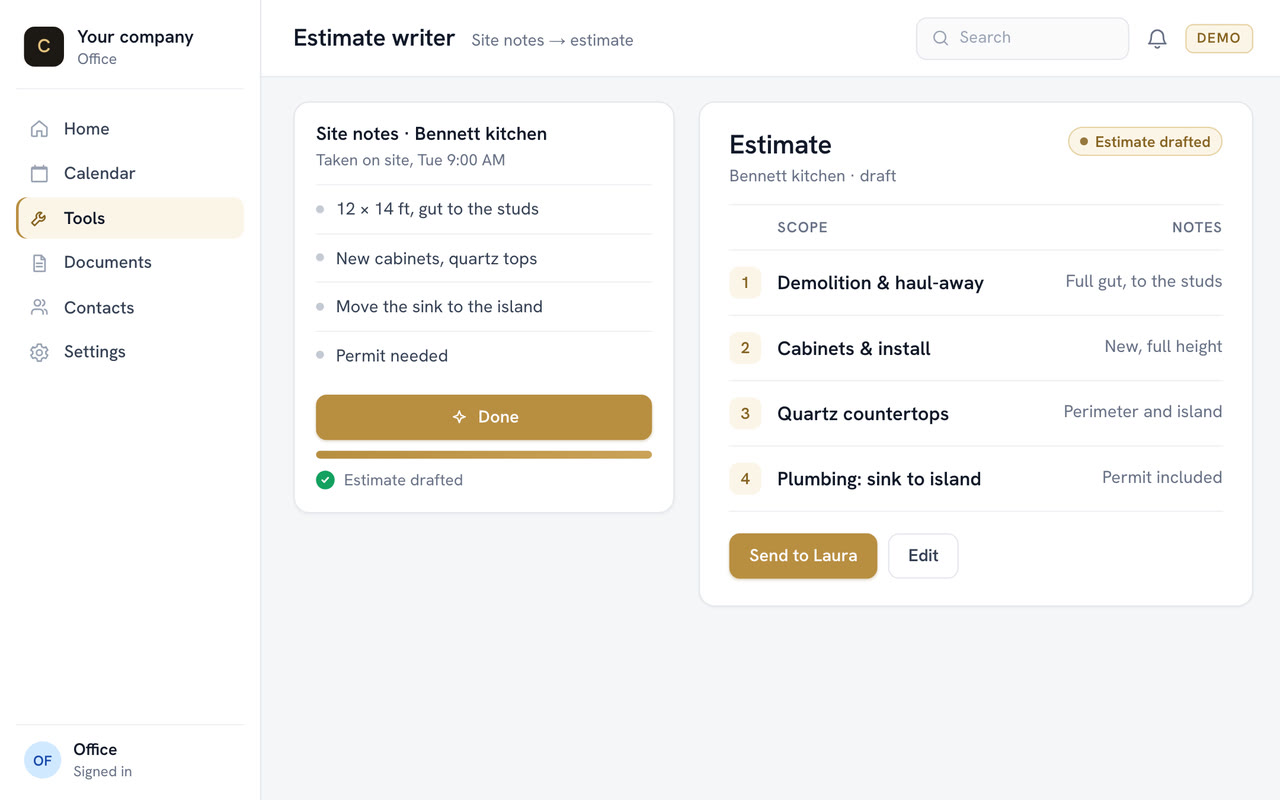 C
Your company
Office
Home
Calendar
Tools
Documents
Contacts
Settings
OF
Office
Signed in
Estimate writer
Site notes → estimate
Search
DEMO
Site notes · Bennett kitchen
Taken on site, Tue 9:00 AM
12 × 14 ft, gut to the studs
New cabinets, quartz tops
Move the sink to the island
Permit needed
Done
Estimate drafted
Estimate
Estimate drafted
Bennett kitchen · draft
SCOPE NOTES
1 Demolition & haul-away Full gut, to the studs
2 Cabinets & install New, full height
3 Quartz countertops Perimeter and island
4 Plumbing: sink to island Permit included
Send to Laura
Edit